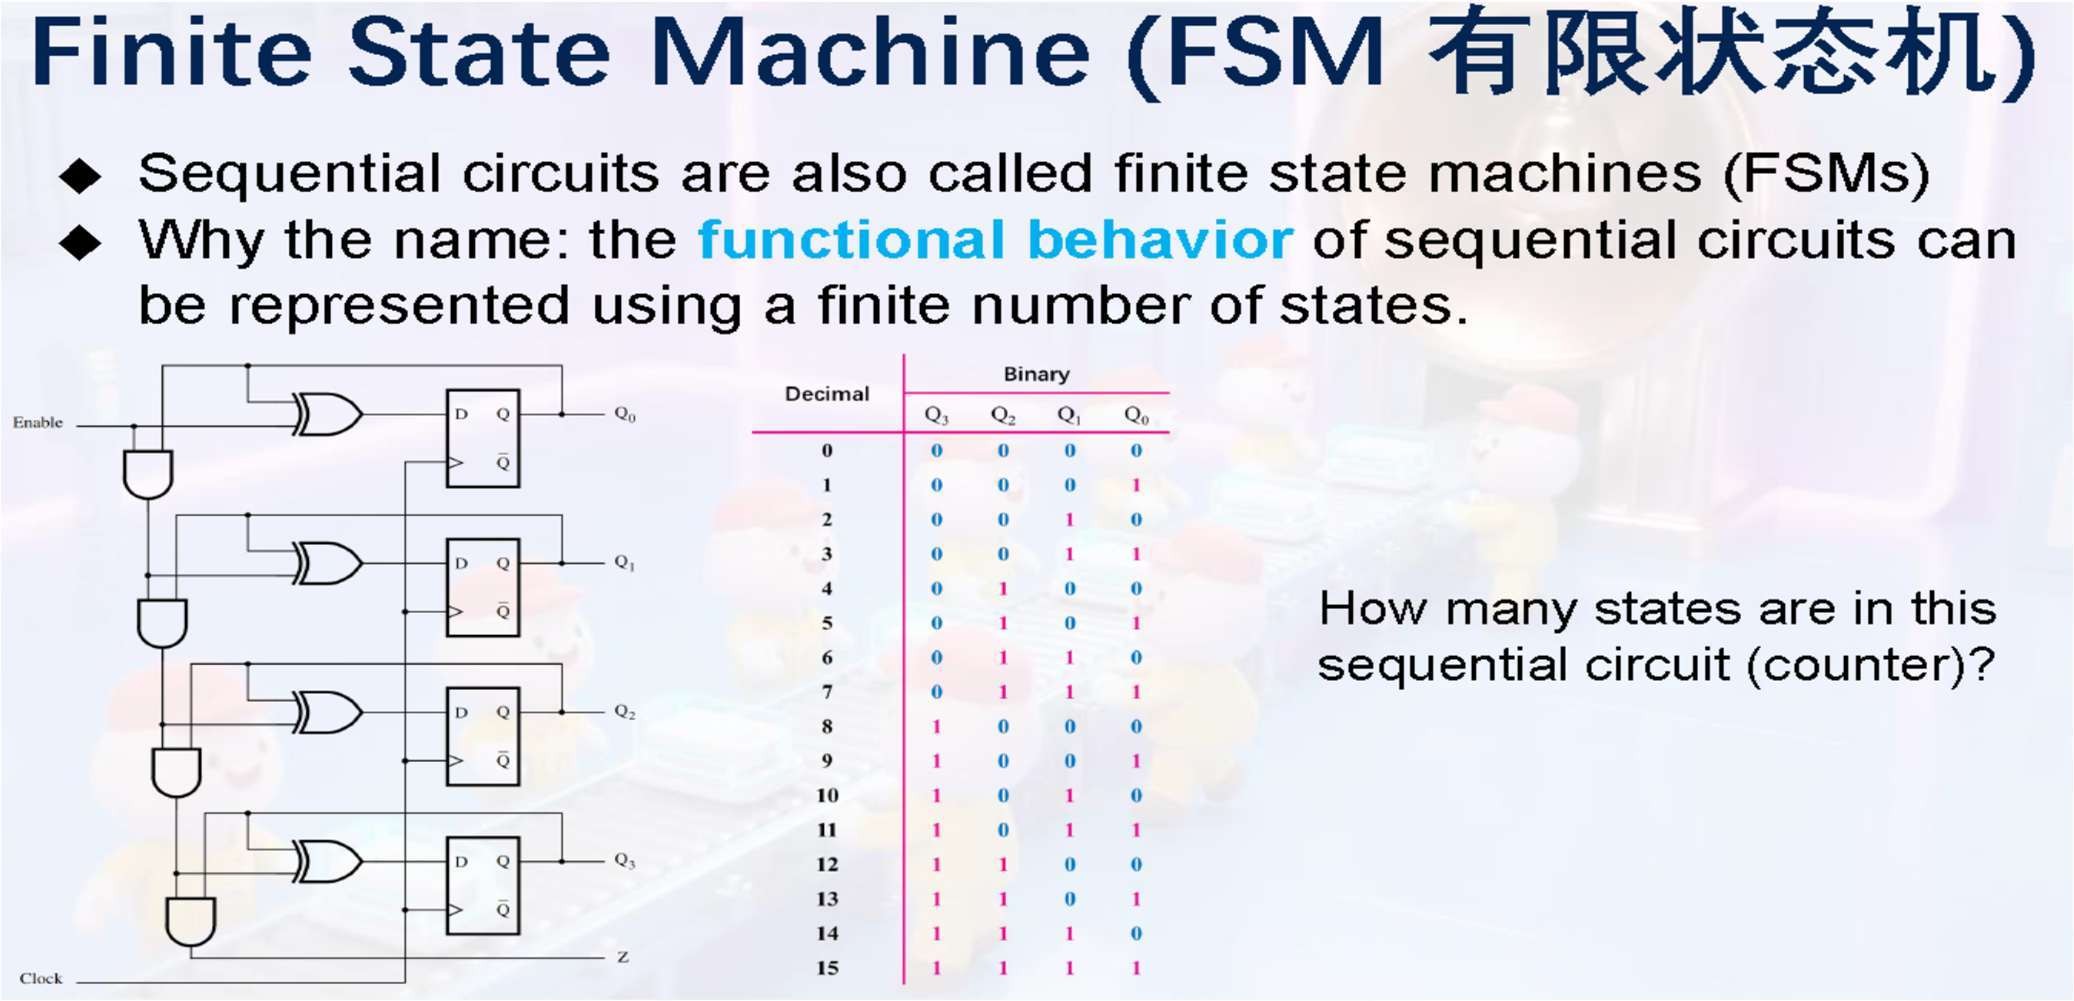 Finite State Machine (FSM 有限状态机)
◆ Sequential circuits are also called finite state machines (FSMs)
◆ Why the name: the functional behavior of sequential circuits can
be represented using a finite number of states.
Enable
D Q Q̅
Q₀
D Q Q̅
Q₁
D Q Q̅
Q₂
D Q Q̅
Q₃
Z
Clock
Decimal Binary
Q₃ Q₂ Q₁ Q₀
0 0 0 0 0
1 0 0 0 1
2 0 0 1 0
3 0 0 1 1
4 0 1 0 0
5 0 1 0 1
6 0 1 1 0
7 0 1 1 1
8 1 0 0 0
9 1 0 0 1
10 1 0 1 0
11 1 0 1 1
12 1 1 0 0
13 1 1 0 1
14 1 1 1 0
15 1 1 1 1
How many states are in this
sequential circuit (counter)?